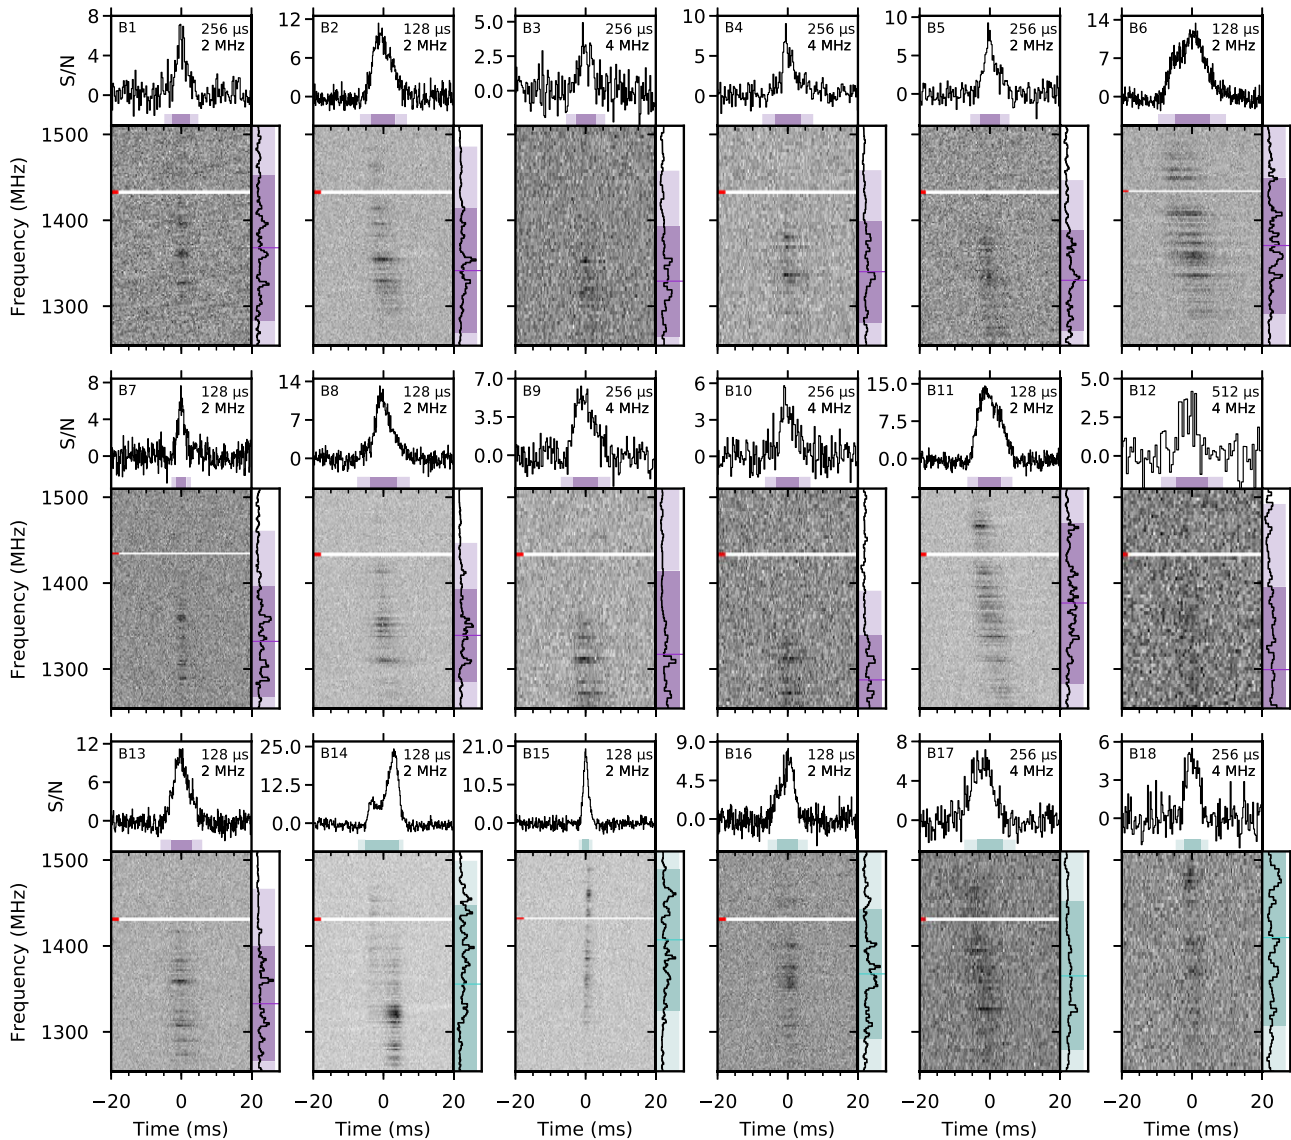 B1 256 µs
2 MHz
8
4
0
S/N
B2 128 µs
2 MHz
12
8
4
0
B3 256 µs
4 MHz
5.0
2.5
0.0
B4 256 µs
4 MHz
10
5
0
B5 256 µs
2 MHz
10
5
0
B6 128 µs
2 MHz
14
7
0
1500
1400
1300
Frequency (MHz)
B7 128 µs
2 MHz
8
4
0
S/N
B8 128 µs
2 MHz
14
7
0
B9 256 µs
4 MHz
7.0
3.5
0.0
B10 256 µs
4 MHz
6
3
0
B11 128 µs
2 MHz
15.0
7.5
0.0
B12 512 µs
4 MHz
5.0
2.5
0.0
1500
1400
1300
Frequency (MHz)
B13 128 µs
2 MHz
12
8
4
0
S/N
B14 128 µs
2 MHz
25.0
12.5
0.0
B15 128 µs
2 MHz
21.0
10.5
0.0
B16 128 µs
2 MHz
9.0
4.5
0.0
B17 256 µs
4 MHz
8
4
0
B18 256 µs
4 MHz
6
3
0
1500
1400
1300
Frequency (MHz)
−20 0 20
Time (ms)
0 20
Time (ms)
0 20
Time (ms)
0 20
Time (ms)
0 20
Time (ms)
0 20
Time (ms)